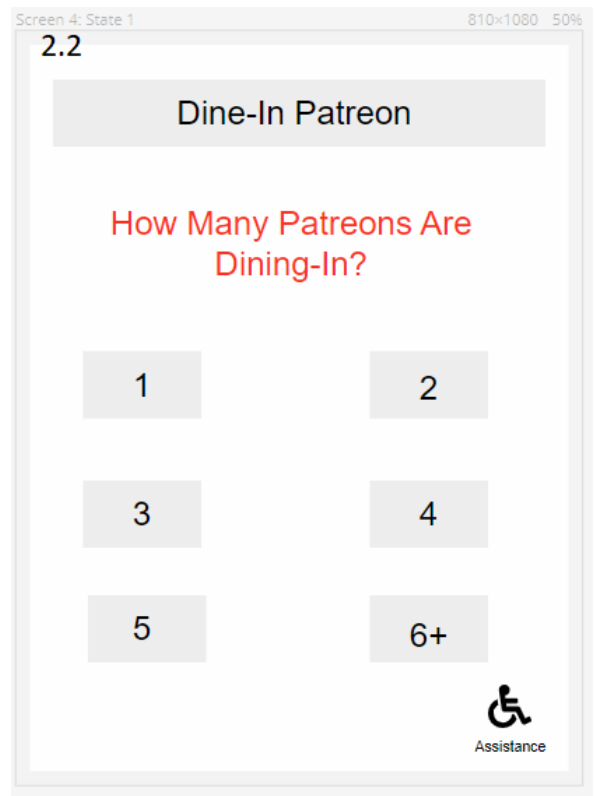 Screen 4: State 1 810×1080 50%
2.2
Dine-In Patreon
How Many Patreons Are
Dining-In?
1 2
3 4
5 6+
Assistance